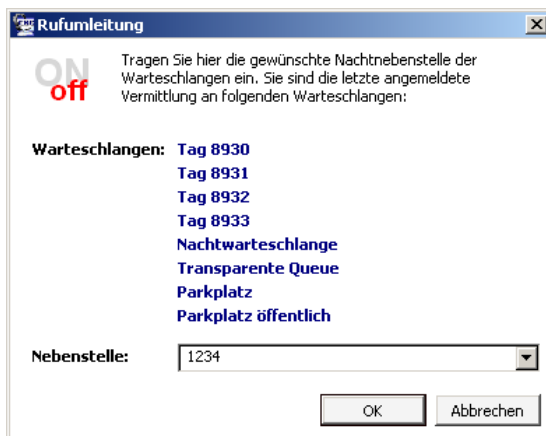 Rufumleitung
ON
off
Tragen Sie hier die gewünschte Nachtnebenstelle der
Warteschlangen ein. Sie sind die letzte angemeldete
Vermittlung an folgenden Warteschlangen:
Warteschlangen: Tag 8930
Tag 8931
Tag 8932
Tag 8933
Nachtwarteschlange
Transparente Queue
Parkplatz
Parkplatz öffentlich
Nebenstelle: 1234
OK Abbrechen